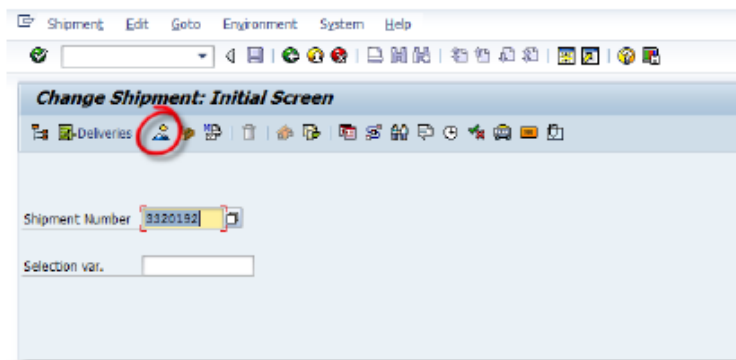 Shipment Edit Goto Environment System Help
Change Shipment: Initial Screen
Deliveries
Shipment Number 3320192
Selection var.